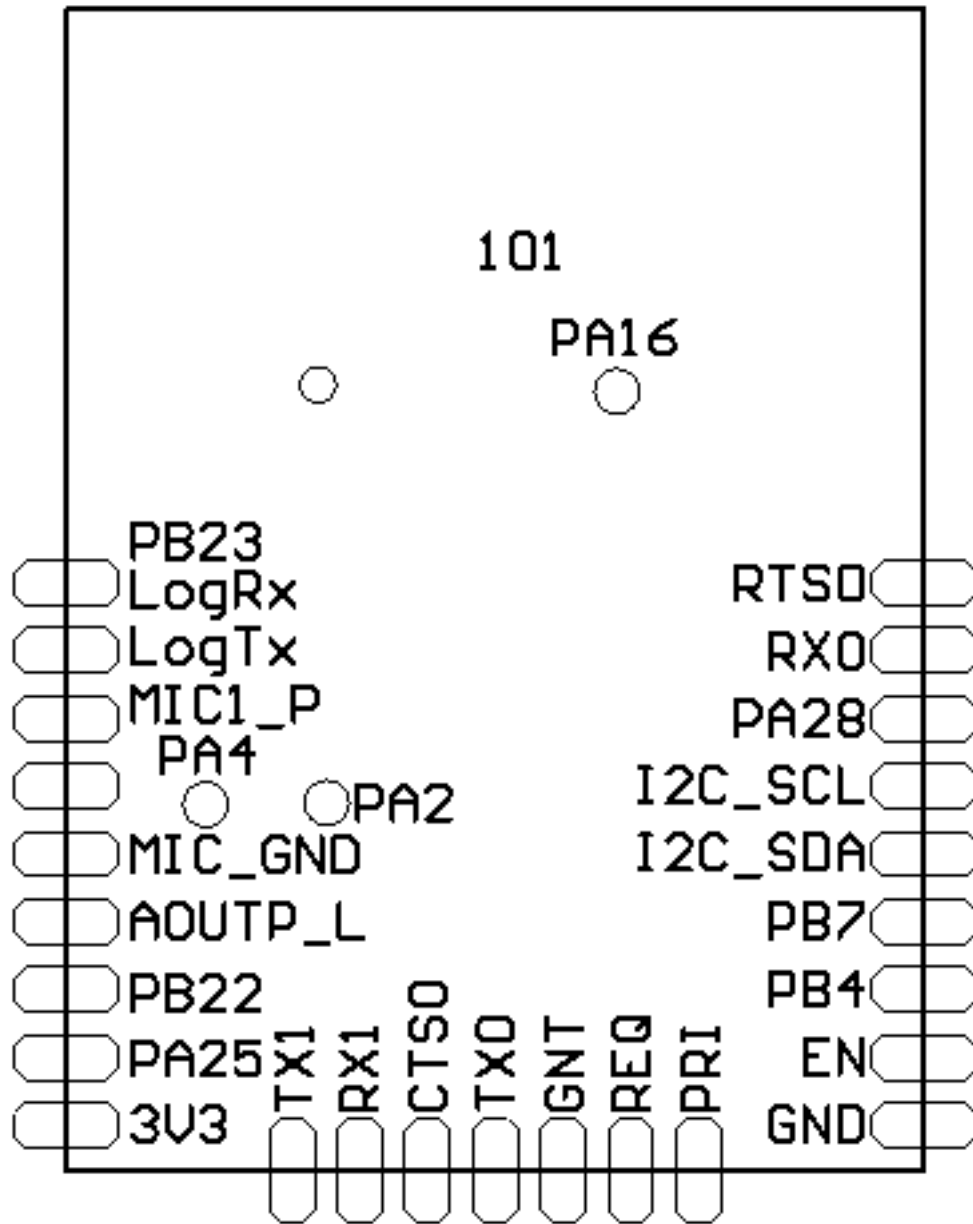 101
PA16
PB23
LogRx
RTS0
LogTx
RX0
MIC1_P
PA28
PA4
I2C_SCL
PA2
MIC_GND
I2C_SDA
AOUTP_L
PB7
PB22
PB4
PA25
EN
3V3
GND
TX1
RX1
CTS0
TX0
GNT
REQ
PRI